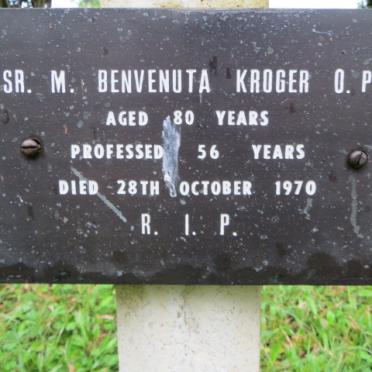 SR. M. BENVENUTA KROGER O. P
AGED 80 YEARS
PROFESSED 56 YEARS
DIED 28TH OCTOBER 1970
R. I. P.